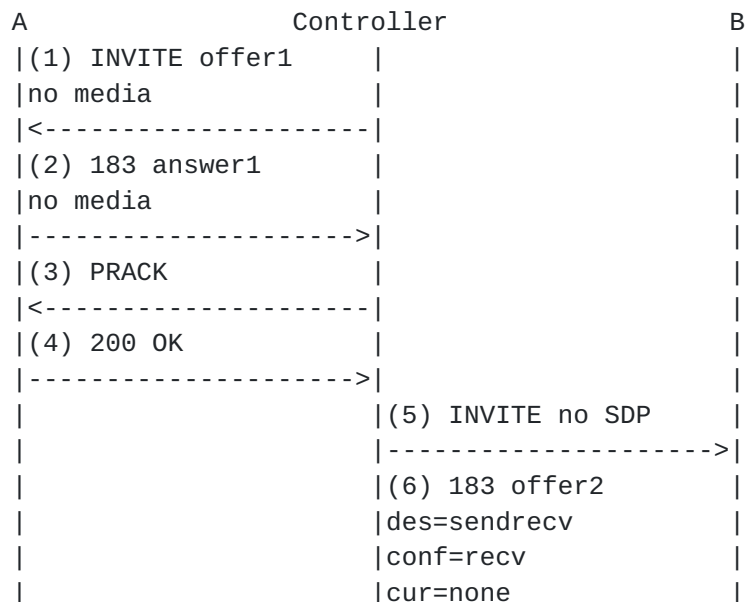 A                 Controller                  B
|(1) INVITE offer1     |                      |
|no media              |                      |
|<---------------------|                      |
|(2) 183 answer1       |                      |
|no media              |                      |
|--------------------->|                      |
|(3) PRACK             |                      |
|<---------------------|                      |
|(4) 200 OK            |                      |
|--------------------->|                      |
|                      |(5) INVITE no SDP     |
|                      |--------------------->|
|                      |(6) 183 offer2        |
|                      |des=sendrecv          |
|                      |conf=recv             |
|                      |cur=none              |